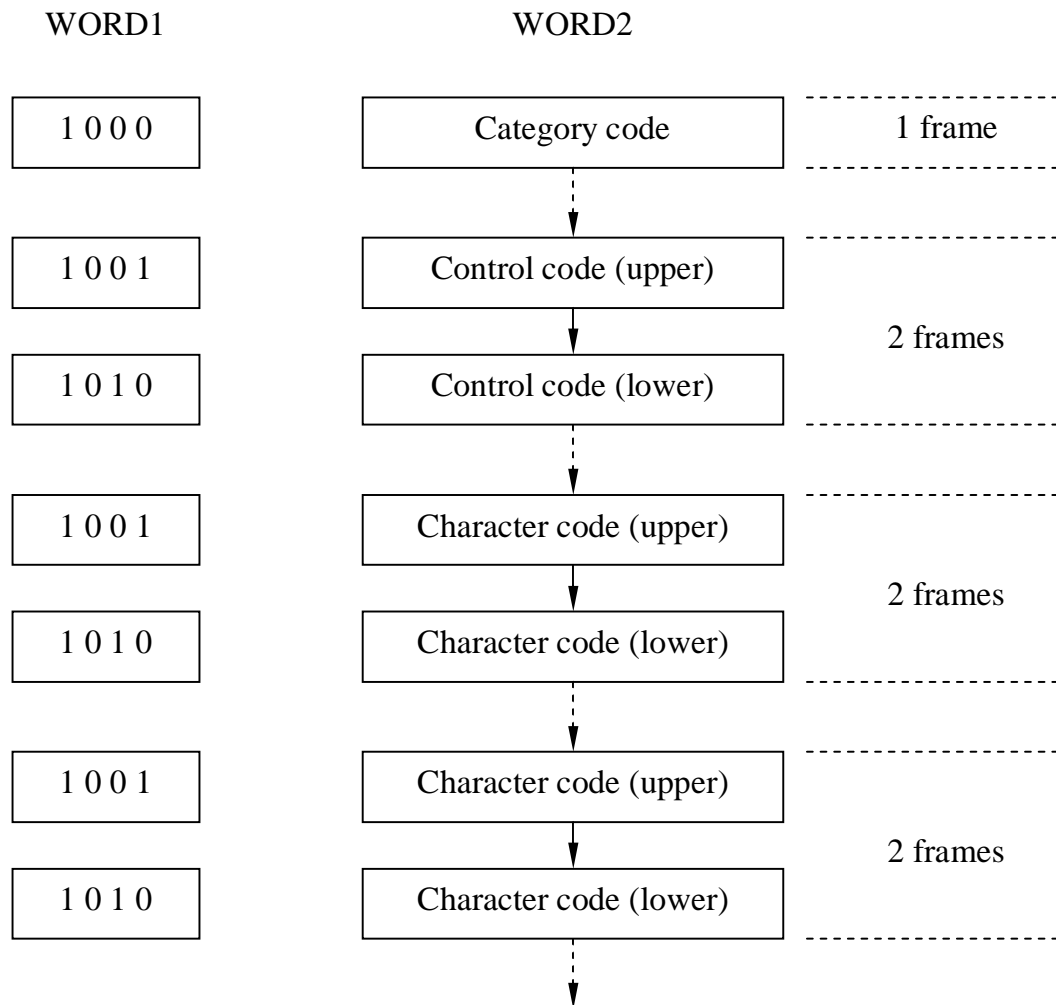 WORD1 WORD2
1 0 0 0 Category code 1 frame
1 0 0 1 Control code (upper)
2 frames
1 0 1 0 Control code (lower)
1 0 0 1 Character code (upper)
2 frames
1 0 1 0 Character code (lower)
1 0 0 1 Character code (upper)
2 frames
1 0 1 0 Character code (lower)